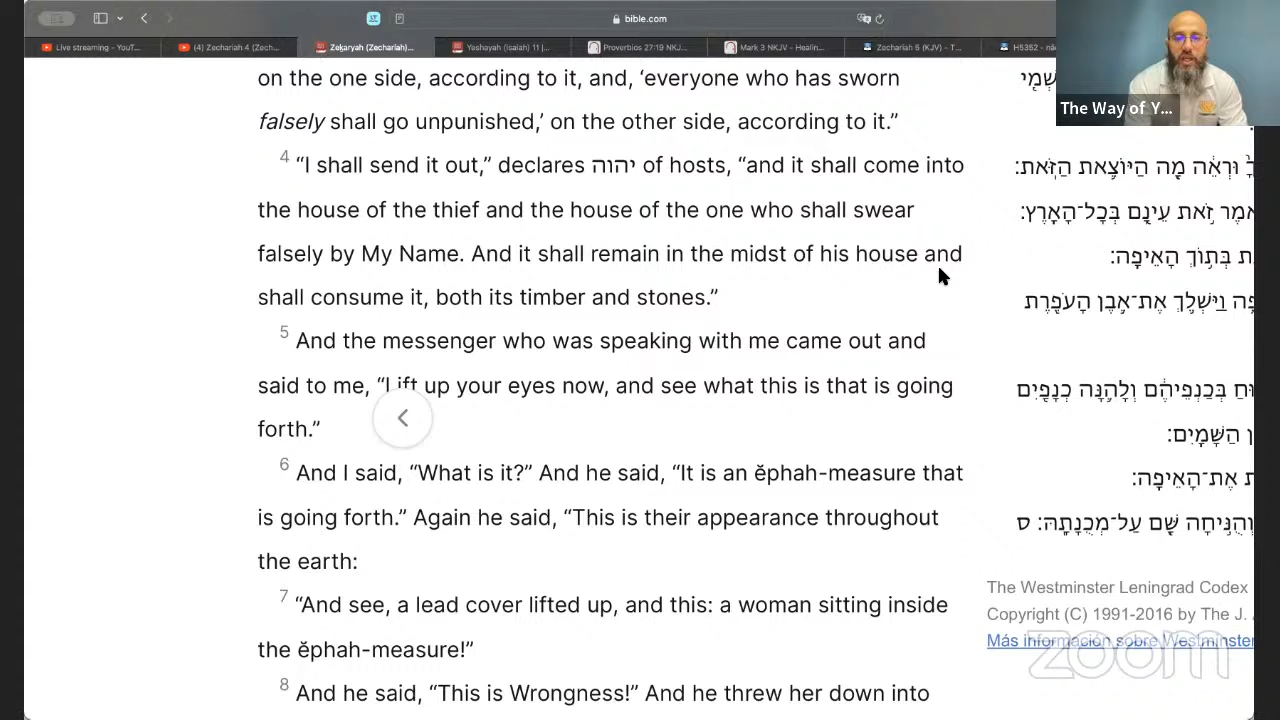 bible.com
Live streaming - YouT...
(4) Zechariah 4 (Zech...
Zeḵaryah (Zechariah)...
Yeshayah (Isaiah) 11 |...
Proverbios 27:19 NKJ...
Mark 3 NKJV - Healin...
Zechariah 5 (KJV) - T...
The Way of Y...
on the one side, according to it, and, ‘everyone who has sworn
falsely shall go unpunished,’ on the other side, according to it.”
4 “I shall send it out,” declares יהוה of hosts, “and it shall come into
the house of the thief and the house of the one who shall swear
falsely by My Name. And it shall remain in the midst of his house and
shall consume it, both its timber and stones.”
5 And the messenger who was speaking with me came out and
said to me, “Lift up your eyes now, and see what this is that is going
forth.”
6 And I said, “What is it?” And he said, “It is an ĕphah-measure that
is going forth.” Again he said, “This is their appearance throughout
the earth:
7 “And see, a lead cover lifted up, and this: a woman sitting inside
the ĕphah-measure!”
8 And he said, “This is Wrongness!” And he threw her down into
וּרְאֵ֕ה מָ֖ה הַיּוֹצֵ֥את הַזֹּֽאת׃
זֹ֥את עֵינָ֖ם בְּכָל־הָאָֽרֶץ׃
בְּת֥וֹךְ הָאֵיפָֽה׃
וַיַּשְׁלֵ֛ךְ אֶת־אֶ֥בֶן הָעֹפֶ֖רֶת
בְּכַנְפֵיהֶ֔ם וְלָהֵ֥נָּה כְנָפַ֖יִם
הַשָּׁמָֽיִם׃
אֶת־הָאֵיפָֽה׃
וְהֻנִּ֥יחָה שָּׁ֖ם עַל־מְכֻנָתָֽהּ׃ ס
The Westminster Leningrad Codex
Copyright (C) 1991-2016 by The J.
Más información sobre Westminster
zoom